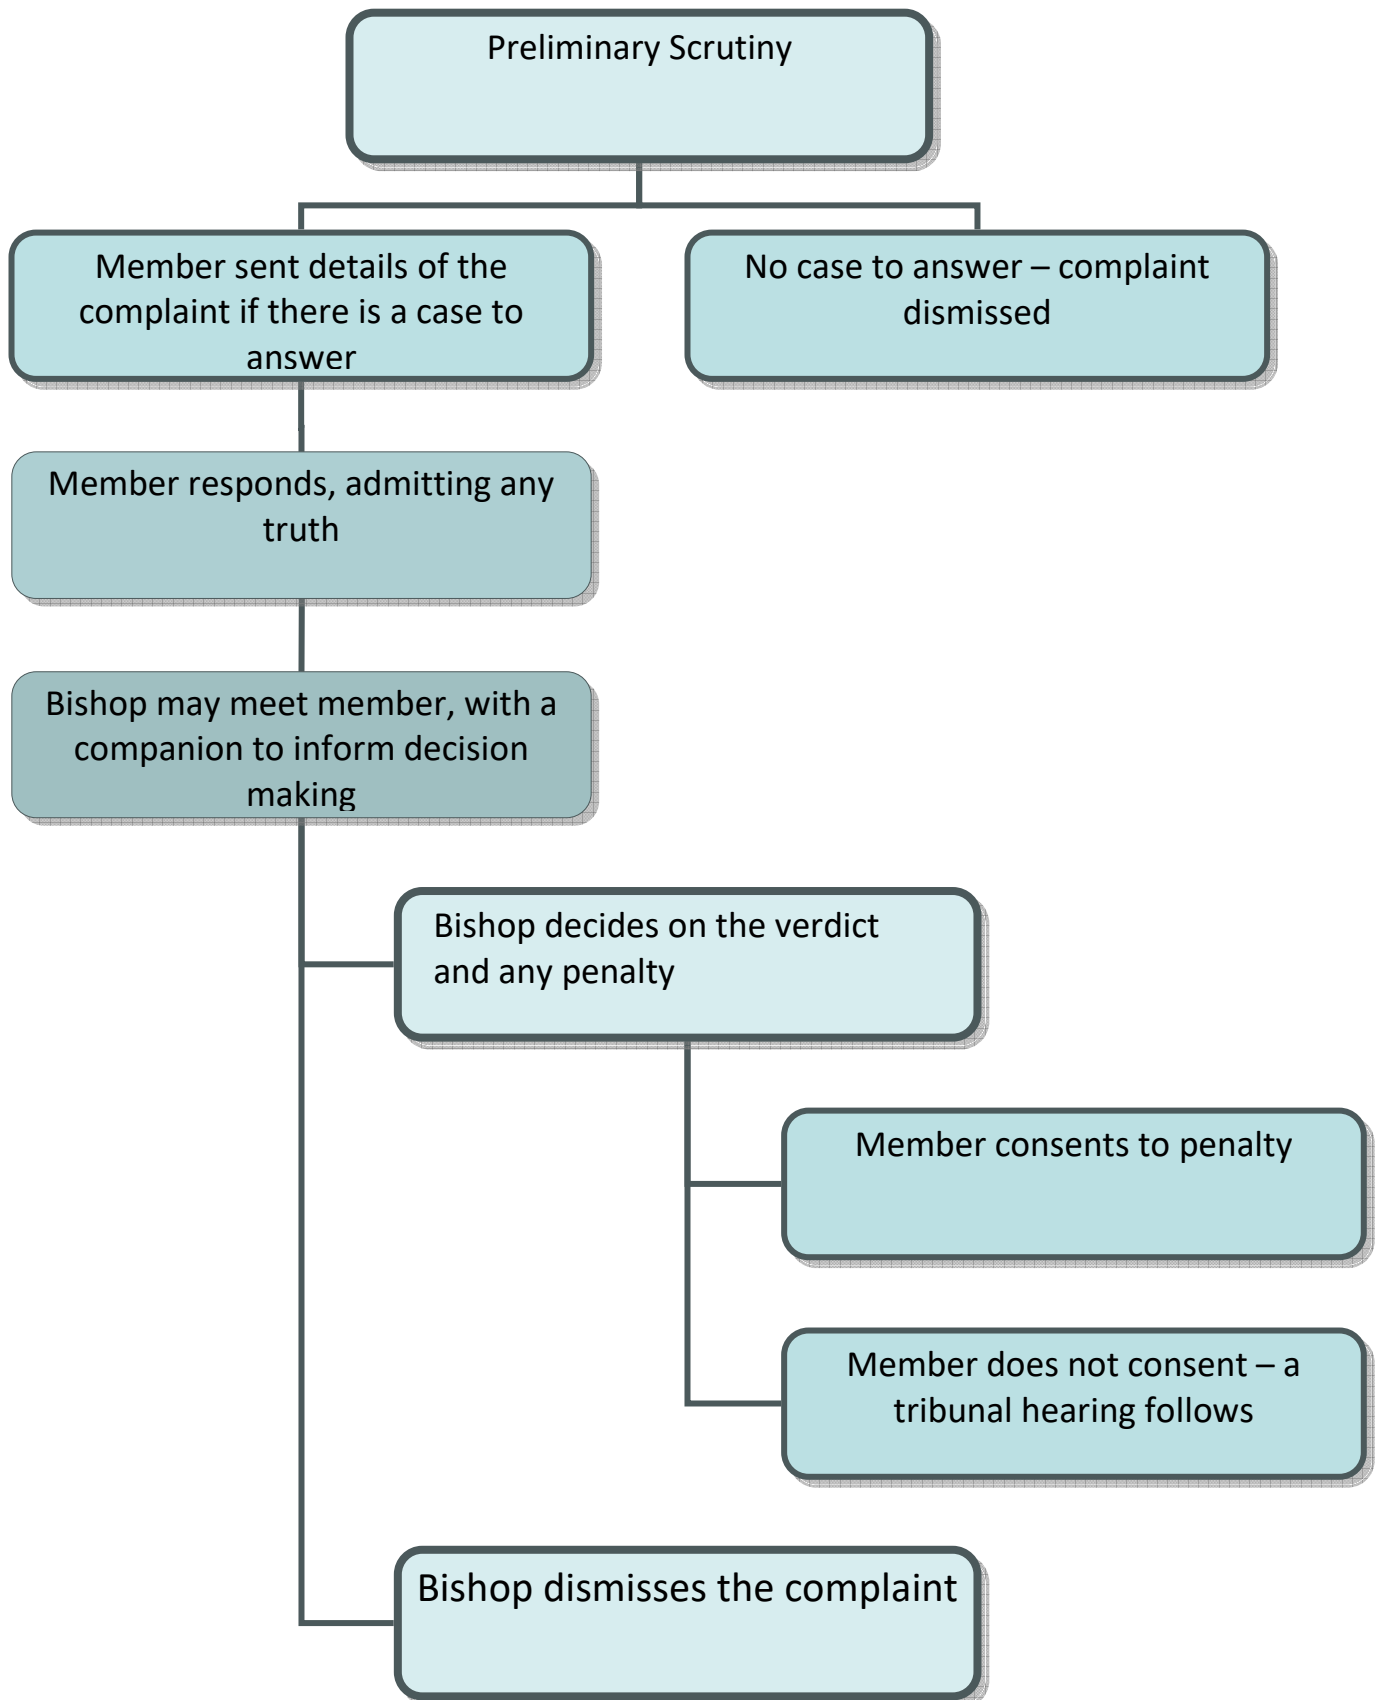 Preliminary Scrutiny
Member sent details of the
complaint if there is a case to
answer
No case to answer – complaint
dismissed
Member responds, admitting any
truth
Bishop may meet member, with a
companion to inform decision
making
Bishop decides on the verdict
and any penalty
Member consents to penalty
Member does not consent – a
tribunal hearing follows
Bishop dismisses the complaint